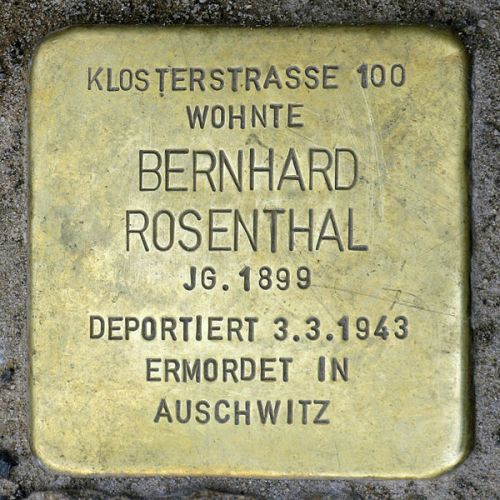 KLOSTERSTRASSE 100
WOHNTE
BERNHARD
ROSENTHAL
JG. 1899
DEPORTIERT 3.3.1943
ERMORDET IN
AUSCHWITZ